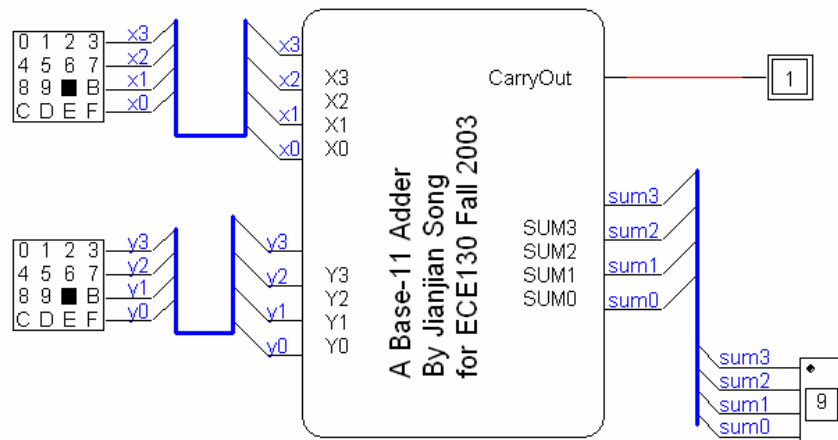 0 1 2 3
4 5 6 7
8 9 B
C D E F
x3
x2
x1
x0
x3
x2
x1
x0
X3
X2
X1
X0
CarryOut
1
A Base-11 Adder
By Jianjian Song
for ECE130 Fall 2003
0 1 2 3
4 5 6 7
8 9 B
C D E F
y3
y2
y1
y0
y3
y2
y1
y0
Y3
Y2
Y1
Y0
SUM3
SUM2
SUM1
SUM0
sum3
sum2
sum1
sum0
sum3
sum2
sum1
sum0
9